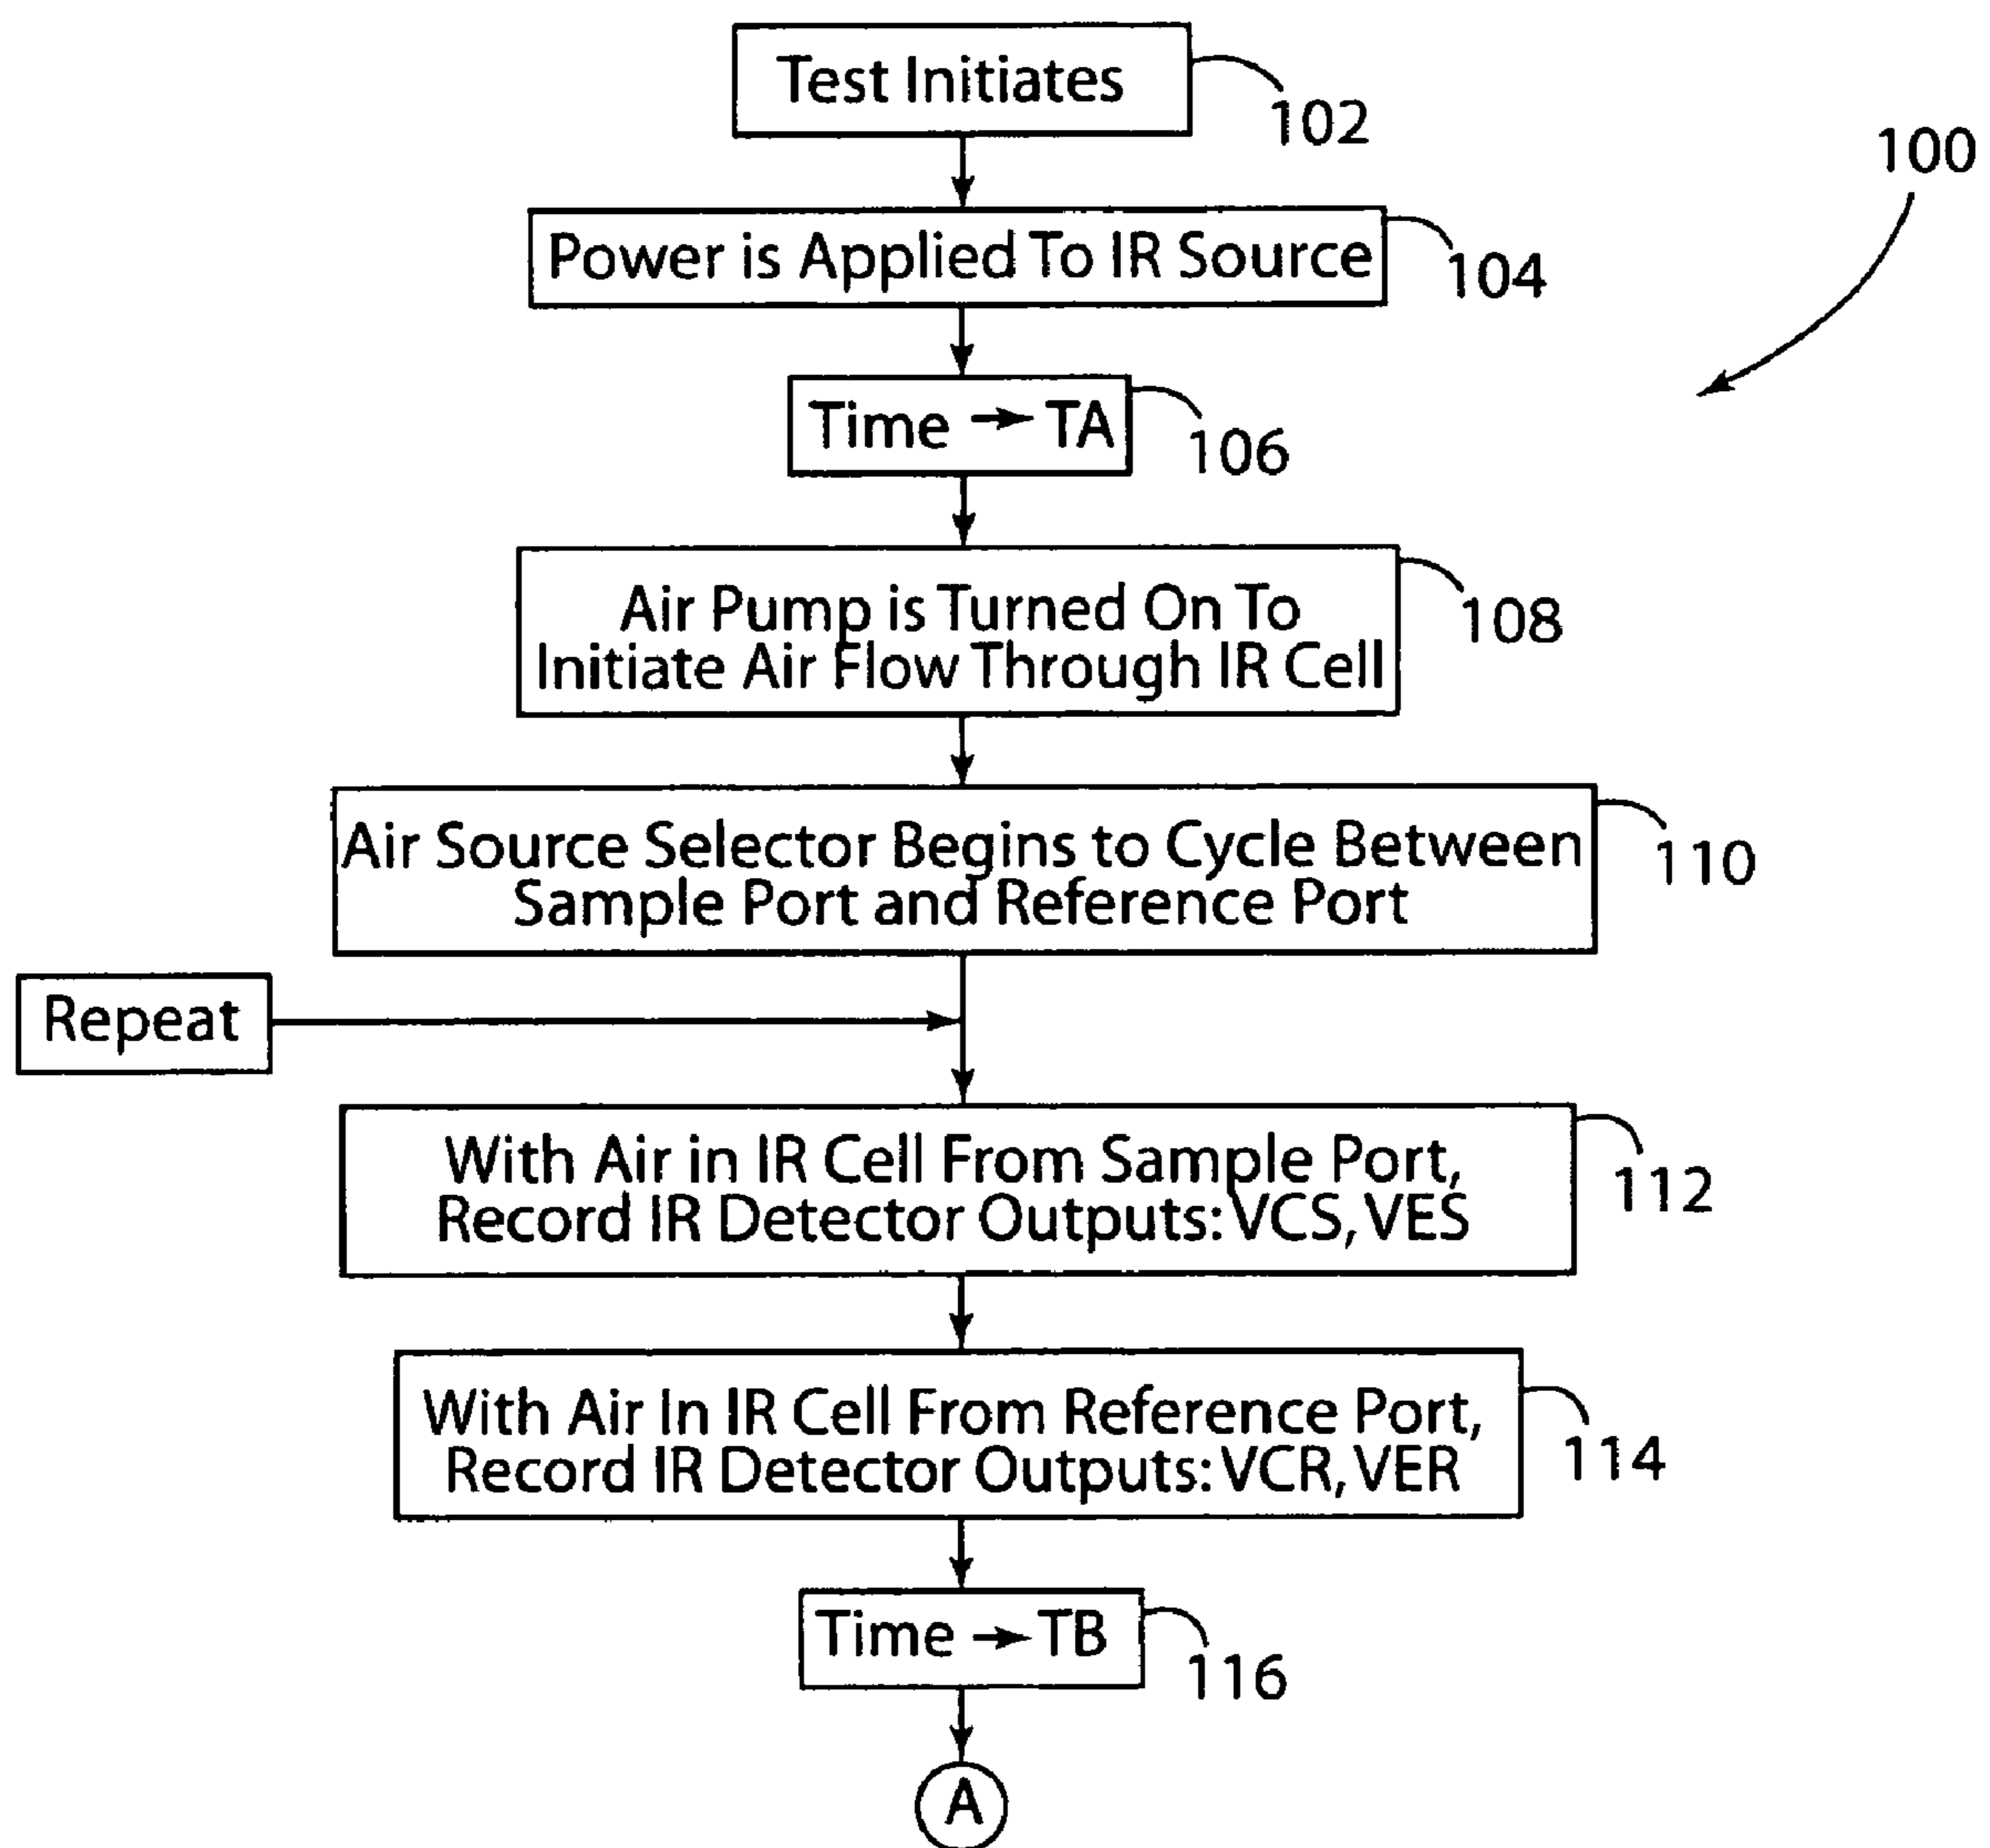 Test Initiates
102
100
Power is Applied To IR Source
104
Time → TA
106
Air Pump is Turned On To
Initiate Air Flow Through IR Cell
108
Air Source Selector Begins to Cycle Between
Sample Port and Reference Port
110
Repeat
With Air in IR Cell From Sample Port,
Record IR Detector Outputs: VCS, VES
112
With Air In IR Cell From Reference Port,
Record IR Detector Outputs: VCR, VER
114
Time → TB
116
A